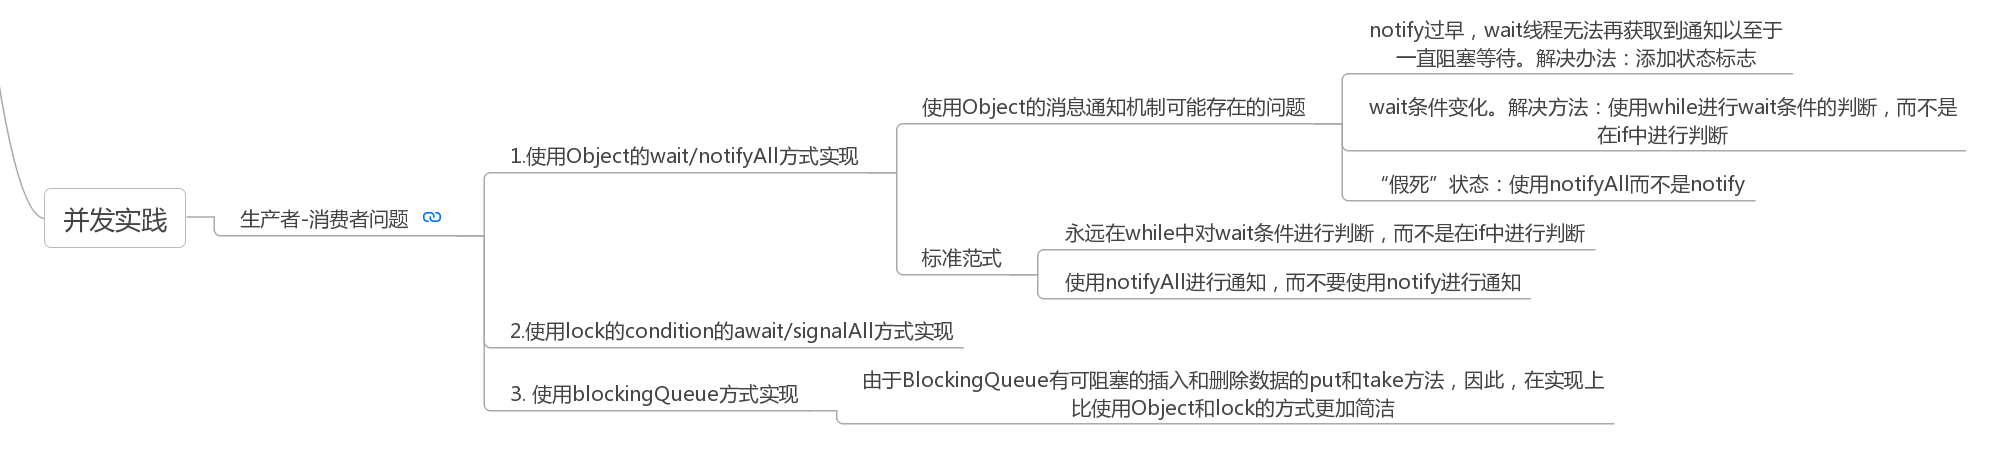 并发实践
生产者-消费者问题
1.使用Object的wait/notifyAll方式实现
使用Object的消息通知机制可能存在的问题
notify过早，wait线程无法再获取到通知以至于
一直阻塞等待。解决办法：添加状态标志
wait条件变化。解决方法：使用while进行wait条件的判断，而不是
在if中进行判断
“假死”状态：使用notifyAll而不是notify
标准范式
永远在while中对wait条件进行判断，而不是在if中进行判断
使用notifyAll进行通知，而不要使用notify进行通知
2.使用lock的condition的await/signalAll方式实现
3. 使用blockingQueue方式实现
由于BlockingQueue有可阻塞的插入和删除数据的put和take方法，因此，在实现上
比使用Object和lock的方式更加简洁